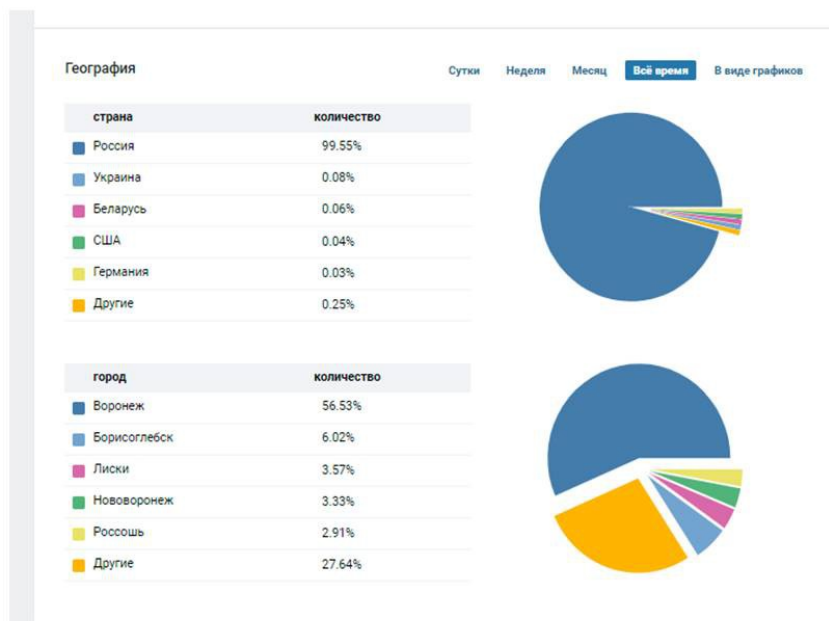 География Сутки Неделя Месяц Всё время В виде графиков
страна количество
Россия 99.55%
Украина 0.08%
Беларусь 0.06%
США 0.04%
Германия 0.03%
Другие 0.25%
город количество
Воронеж 56.53%
Борисоглебск 6.02%
Лиски 3.57%
Нововоронеж 3.33%
Россошь 2.91%
Другие 27.64%